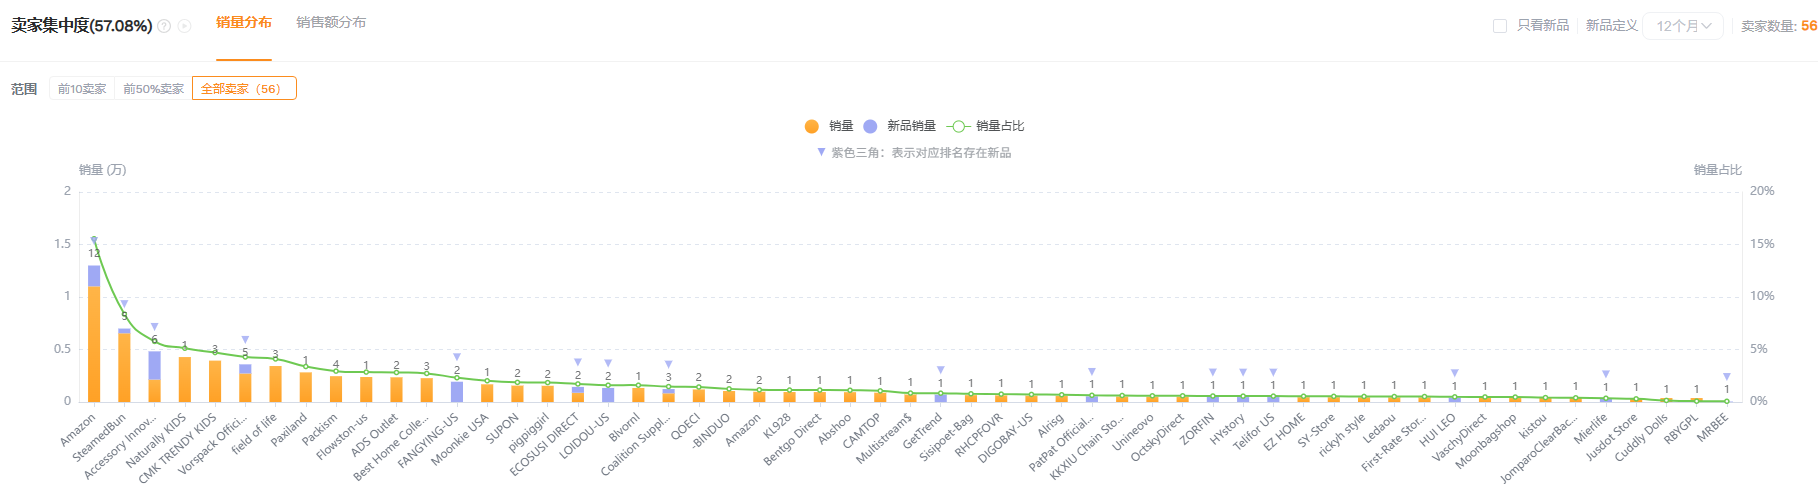 卖家集中度(57.08%) 销量分布 销售额分布 只看新品 新品定义 12个月 卖家数量: 56
范围 前10卖家 前50%卖家 全部卖家（56）
销量 新品销量 销量占比
紫色三角：表示对应排名存在新品
销量 (万) 销量占比
2 20%
1.5 15%
1 10%
0.5 5%
0 0%
12 5 6 1 3 5 3 1 4 1 2 3 2 1 2 2 2 2 1 3 2 2 2 1 1 1 1 1 1 1 1 1 1 1 1 1 1 1 1 1 1 1 1 1 1 1 1 1 1 1 1 1 1 1 1
Amazon
SteamedBun
Accessory Innov...
Naturally KIDS
CMK TRENDY KIDS
Vorspack Offici...
field of life
Paxiland
Packism
Flowston-us
ADS Outlet
Best Home Colle...
FANGYING-US
Moonkie USA
SUPON
pigpiggirl
ECOSUSI DIRECT
LOIDOU-US
Blvornl
Coalition Suppl...
QOECI
-BINDUO
Amazon
KL928
Bentgo Direct
Abshoo
CAMTOP
Multistream$
GetTrend
Sispoet-Bag
RHCPFOVR
DIGOBAY-US
Alrisg
PatPat Official...
KKXIU Chain Sto...
Unineovo
OctskyDirect
ZORFIN
HYstory
Telifor US
EZ HOME
SY-Store
rickyh style
Ledaou
First-Rate Stor...
HUI LEO
VaschyDirect
Moonbagshop
kistou
JomparoClearBac...
Mierlife
Jusdot Store
Cuddly Dolls
RBYGPL
MRBEE